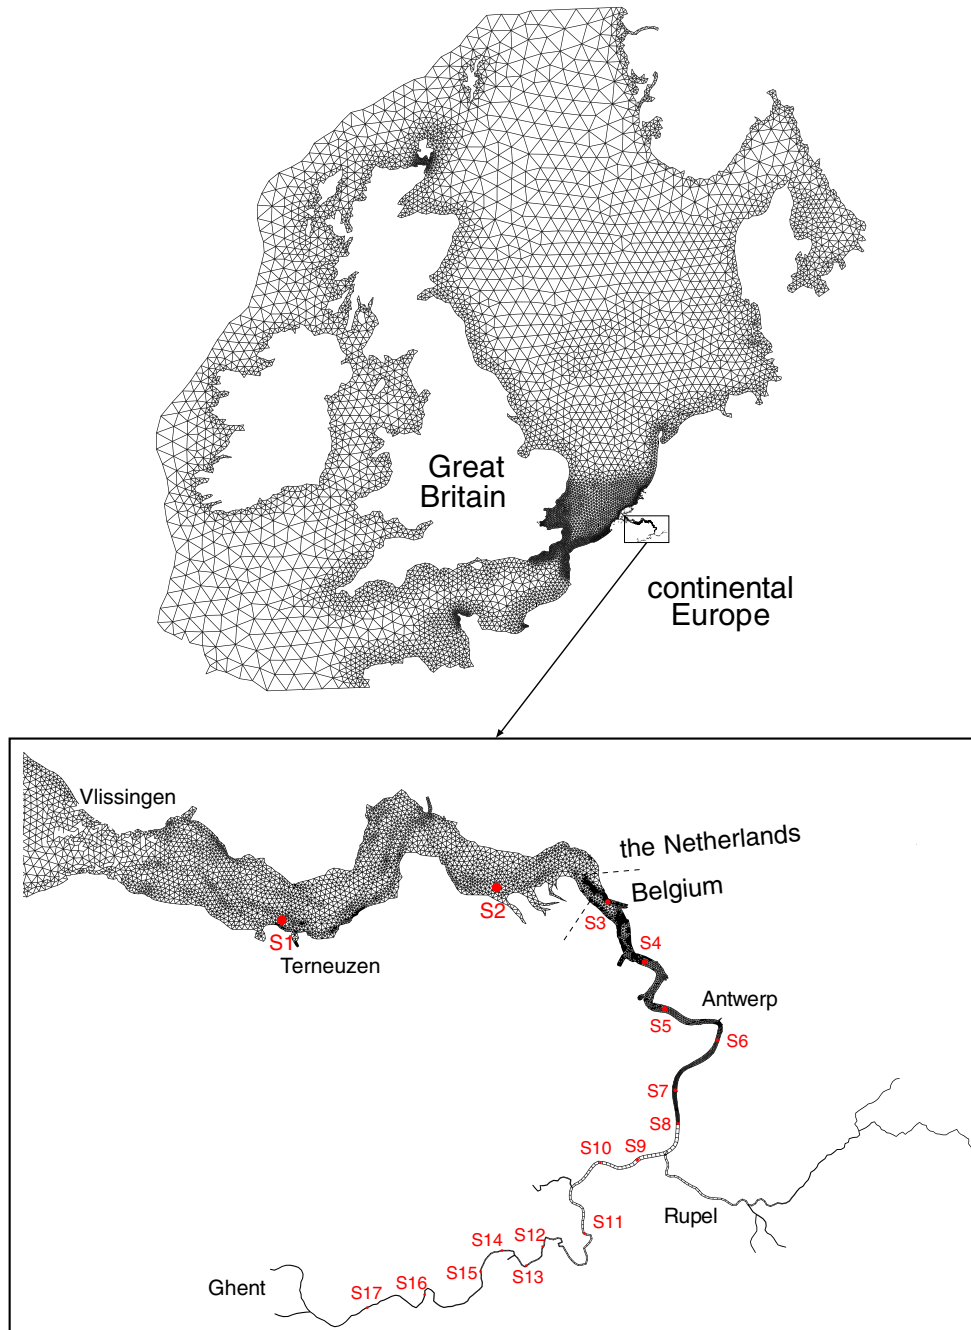 Great
Britain
continental
Europe
Vlissingen
the Netherlands
Belgium
S1
Terneuzen
S2
S3
S4
Antwerp
S5
S6
S7
S8
S9
S10
Rupel
S11
S12
S14
S13
S15
Ghent
S16
S17